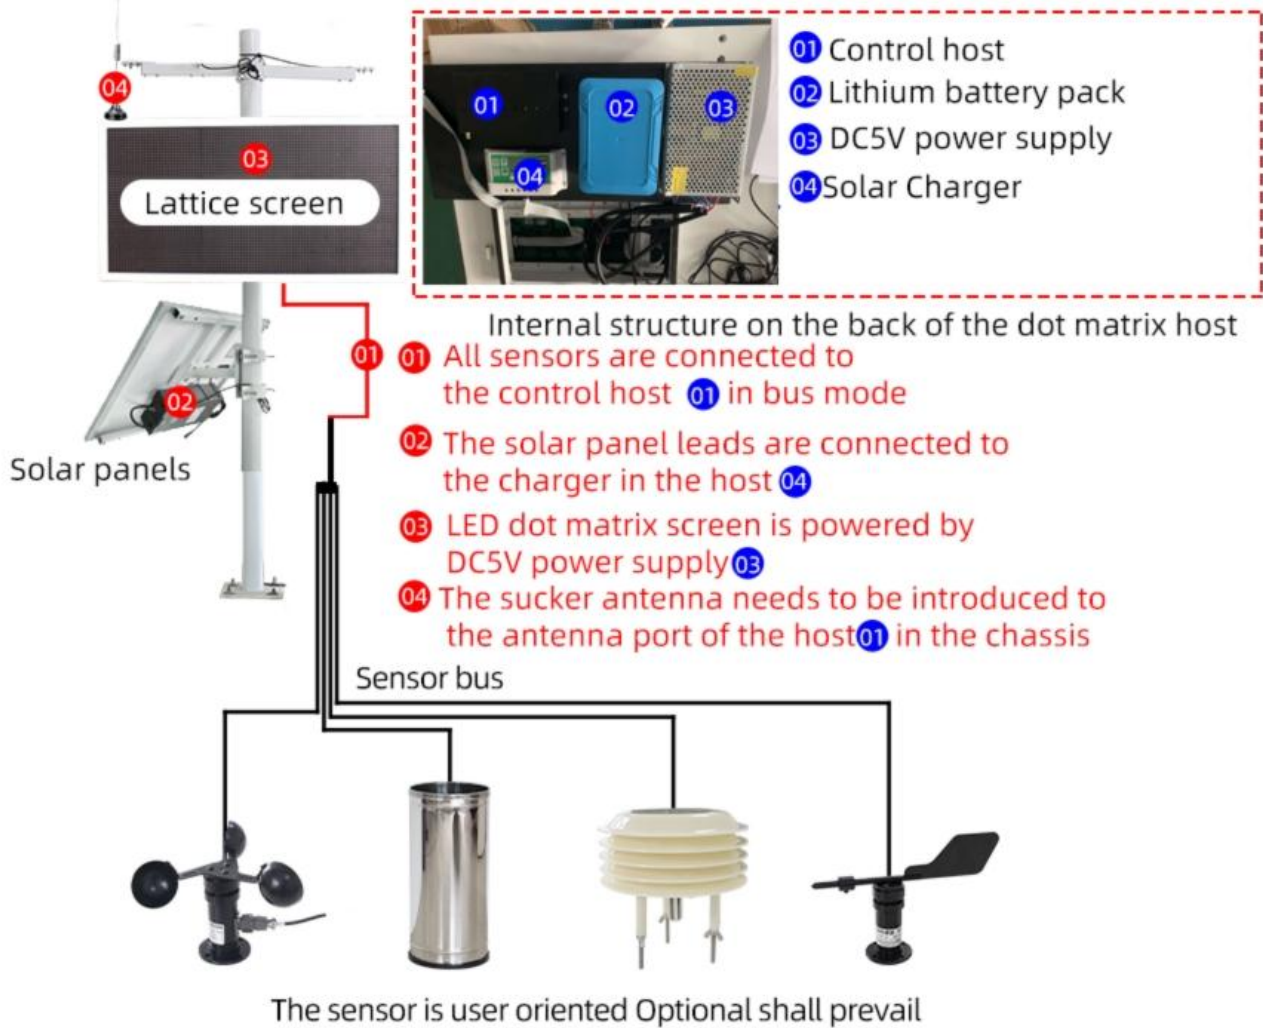 04
03
Lattice screen
01
02
03
04
01 Control host
02 Lithium battery pack
03 DC5V power supply
04 Solar Charger
Internal structure on the back of the dot matrix host
01
02
Solar panels
01 All sensors are connected to
the control host 01 in bus mode
02 The solar panel leads are connected to
the charger in the host 04
03 LED dot matrix screen is powered by
DC5V power supply 03
04 The sucker antenna needs to be introduced to
the antenna port of the host 01 in the chassis
Sensor bus
The sensor is user oriented Optional shall prevail